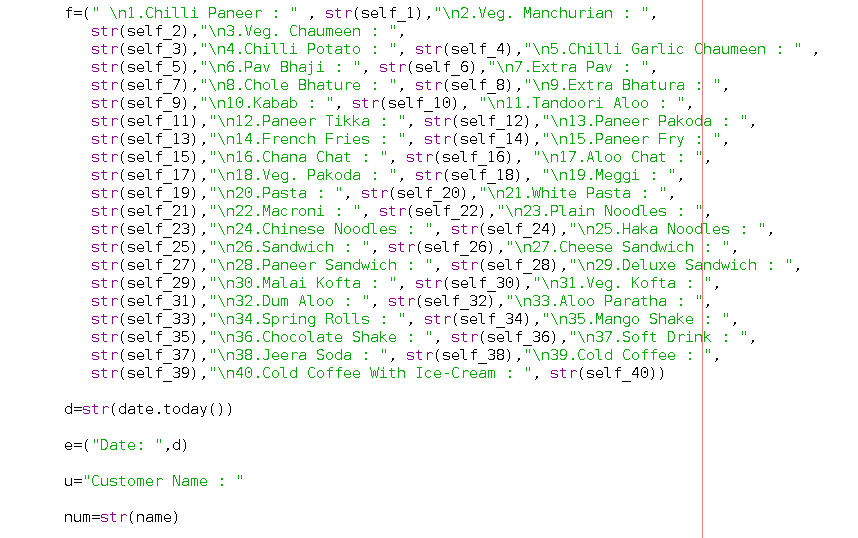 f=(" \n1.Chilli Paneer : " , str(self_1),"\n2.Veg. Manchurian : ",
str(self_2),"\n3.Veg. Chaumeen : ",
str(self_3),"\n4.Chilli Potato : ", str(self_4),"\n5.Chilli Garlic Chaumeen : " ,
str(self_5),"\n6.Pav Bhaji : ", str(self_6),"\n7.Extra Pav : ",
str(self_7),"\n8.Chole Bhature : ", str(self_8),"\n9.Extra Bhatura : ",
str(self_9),"\n10.Kabab : ", str(self_10), "\n11.Tandoori Aloo : ",
str(self_11),"\n12.Paneer Tikka : ", str(self_12),"\n13.Paneer Pakoda : ",
str(self_13),"\n14.French Fries : ", str(self_14),"\n15.Paneer Fry : ",
str(self_15),"\n16.Chana Chat : ", str(self_16), "\n17.Aloo Chat : ",
str(self_17),"\n18.Veg. Pakoda : ", str(self_18), "\n19.Meggi : ",
str(self_19),"\n20.Pasta : ", str(self_20),"\n21.White Pasta : ",
str(self_21),"\n22.Macroni : ", str(self_22),"\n23.Plain Noodles : ",
str(self_23),"\n24.Chinese Noodles : ", str(self_24),"\n25.Haka Noodles : ",
str(self_25),"\n26.Sandwich : ", str(self_26),"\n27.Cheese Sandwich : ",
str(self_27),"\n28.Paneer Sandwich : ", str(self_28),"\n29.Deluxe Sandwich : ",
str(self_29),"\n30.Malai Kofta : ", str(self_30),"\n31.Veg. Kofta : ",
str(self_31),"\n32.Dum Aloo : ", str(self_32),"\n33.Aloo Paratha : ",
str(self_33),"\n34.Spring Rolls : ", str(self_34),"\n35.Mango Shake : ",
str(self_35),"\n36.Chocolate Shake : ", str(self_36),"\n37.Soft Drink : ",
str(self_37),"\n38.Jeera Soda : ", str(self_38),"\n39.Cold Coffee : ",
str(self_39),"\n40.Cold Coffee With Ice-Cream : ", str(self_40))
d=str(date.today())
e=("Date: ",d)
u="Customer Name : "
num=str(name)